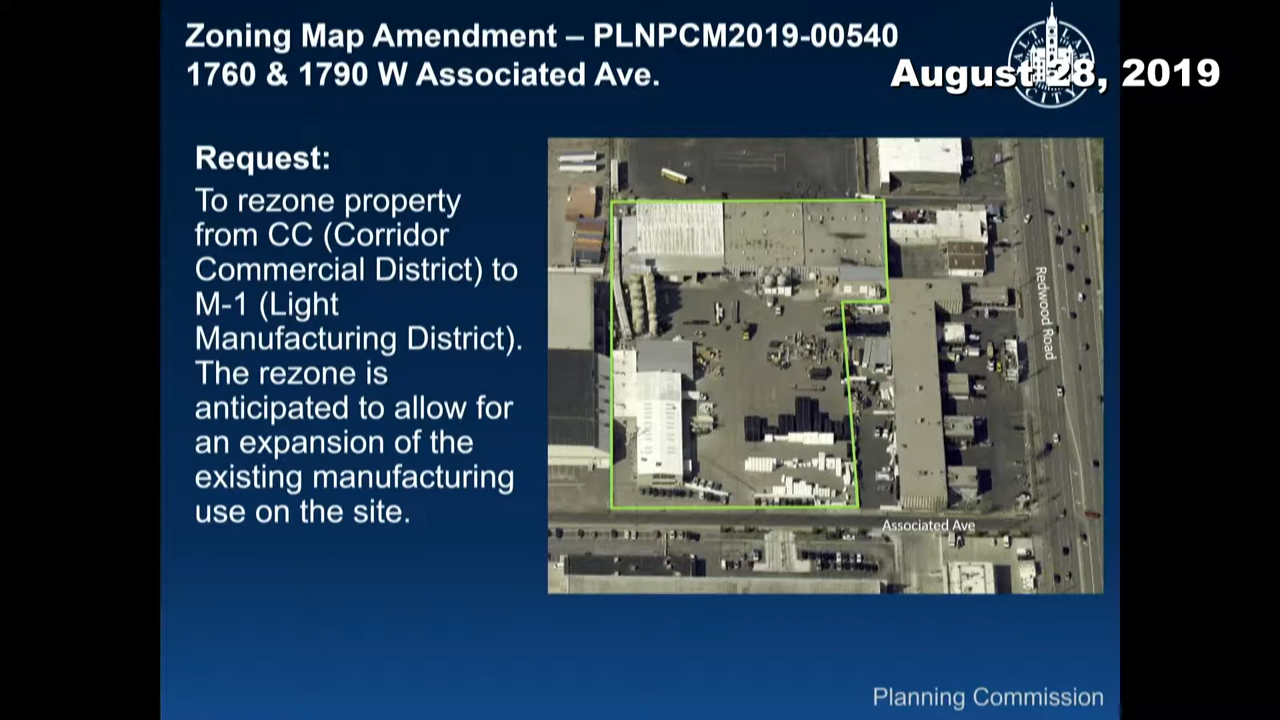 Zoning Map Amendment – PLNPCM2019-00540
1760 & 1790 W Associated Ave.
August 28, 2019
CITY
Request:
To rezone property
from CC (Corridor
Commercial District) to
M-1 (Light
Manufacturing District).
The rezone is
anticipated to allow for
an expansion of the
existing manufacturing
use on the site.
Redwood Road
Associated Ave
Planning Commission